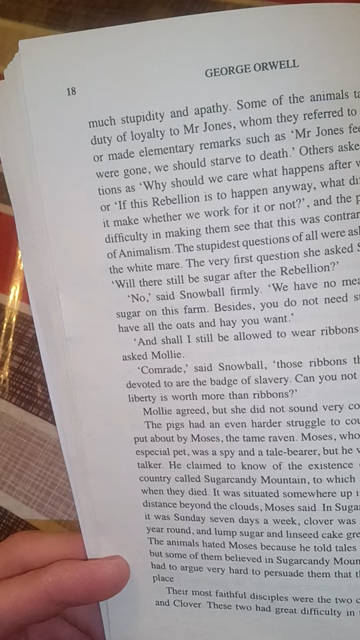 18
GEORGE ORWELL
much stupidity and apathy. Some of the animals
duty of loyalty to Mr Jones, whom they referred to
or made elementary remarks such as 'Mr Jones
were gone, we should starve to death.' Others
tions as 'Why should we care what happens after
or 'If this Rebellion is to happen anyway, what
it make whether we work for it or not?', and the
difficulty in making them see that this was
of Animalism. The stupidest questions of all were
the white mare. The very first question she asked
'Will there still be sugar after the Rebellion?'
'No,' said Snowball firmly. 'We have no
sugar on this farm. Besides, you do not need
have all the oats and hay you want.'
'And shall I still be allowed to wear ribbons
asked Mollie.
'Comrade,' said Snowball, 'those ribbons
devoted to are the badge of slavery. Can you not
liberty is worth more than ribbons?'
Mollie agreed, but she did not sound very
The pigs had an even harder struggle to
put about by Moses, the tame raven. Moses, who
especial pet, was a spy and a tale-bearer, but he
talker. He claimed to know of the existence
country called Sugarcandy Mountain, to which
when they died. It was situated somewhere up
distance beyond the clouds, Moses said. In
it was Sunday seven days a week, clover was
year round, and lump sugar and linseed cake
The animals hated Moses because he told tales
but some of them believed in Sugarcandy
had to argue very hard to persuade them that
place
Their most faithful disciples were the two
and Clover These two had great difficulty in